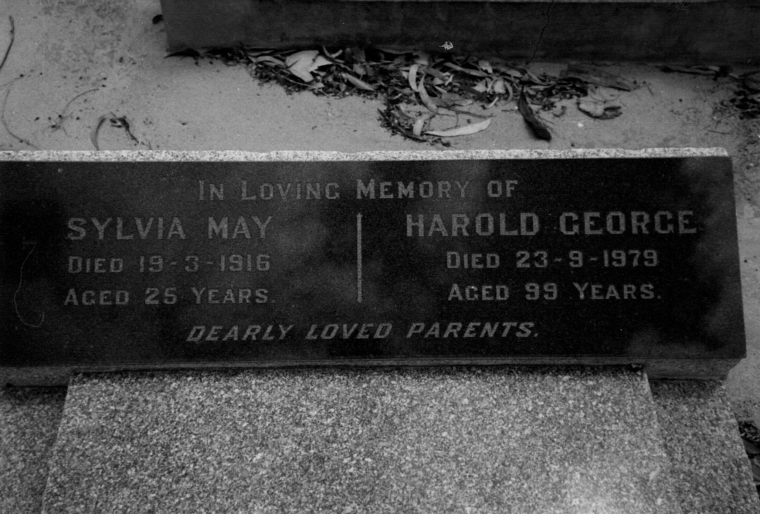 IN LOVING MEMORY OF
SYLVIA MAY
DIED 19-3-1916
AGED 25 YEARS.
HAROLD GEORGE
DIED 23-9-1979
AGED 99 YEARS.
DEARLY LOVED PARENTS.